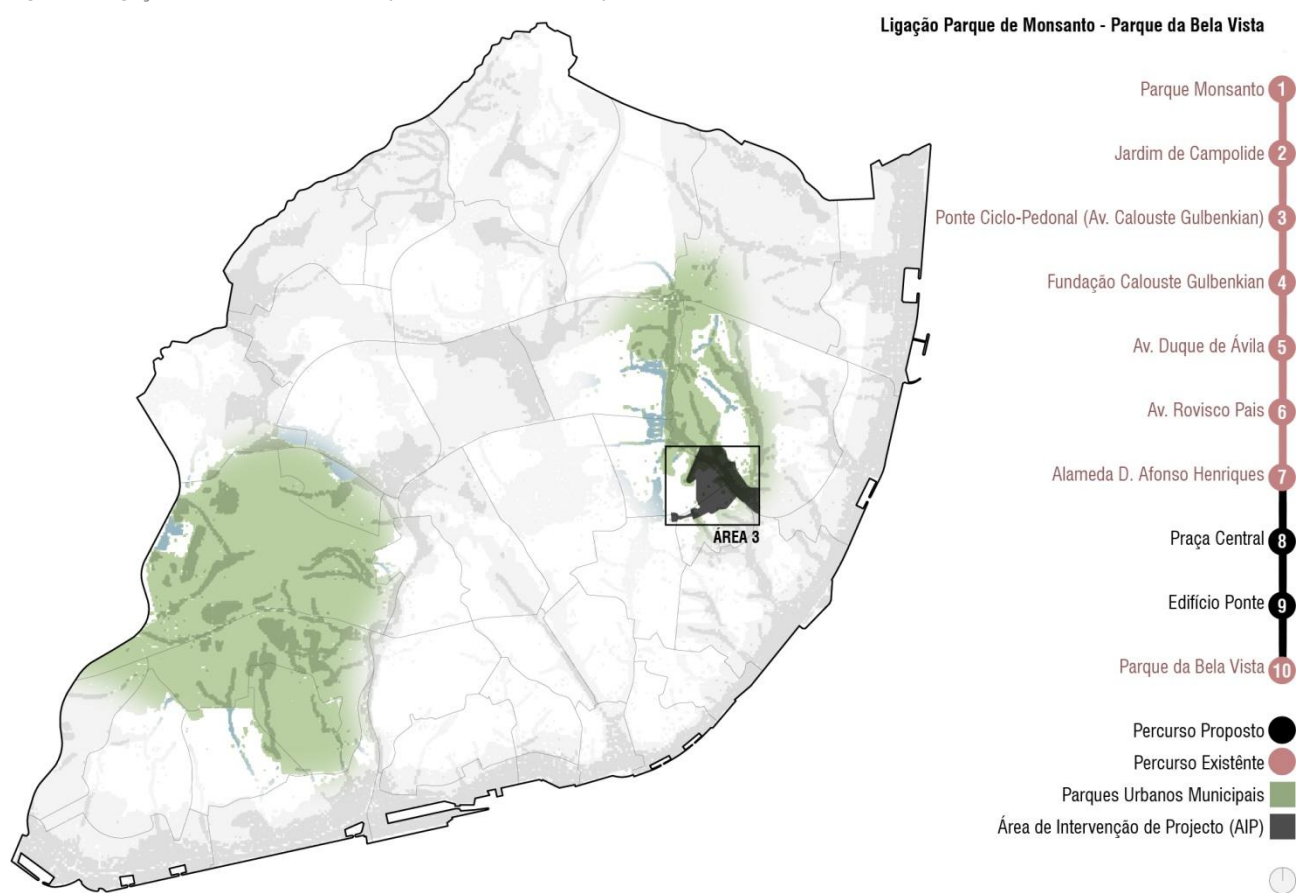 Ligação Parque de Monsanto - Parque da Bela Vista
Parque Monsanto 1
Jardim de Campolide 2
Ponte Ciclo-Pedonal (Av. Calouste Gulbenkian) 3
Fundação Calouste Gulbenkian 4
Av. Duque de Ávila 5
Av. Rovisco Pais 6
Alameda D. Afonso Henriques 7
Praça Central 8
Edifício Ponte 9
Parque da Bela Vista 10
ÁREA 3
Percurso Proposto
Percurso Existênte
Parques Urbanos Municipais
Área de Intervenção de Projecto (AIP)